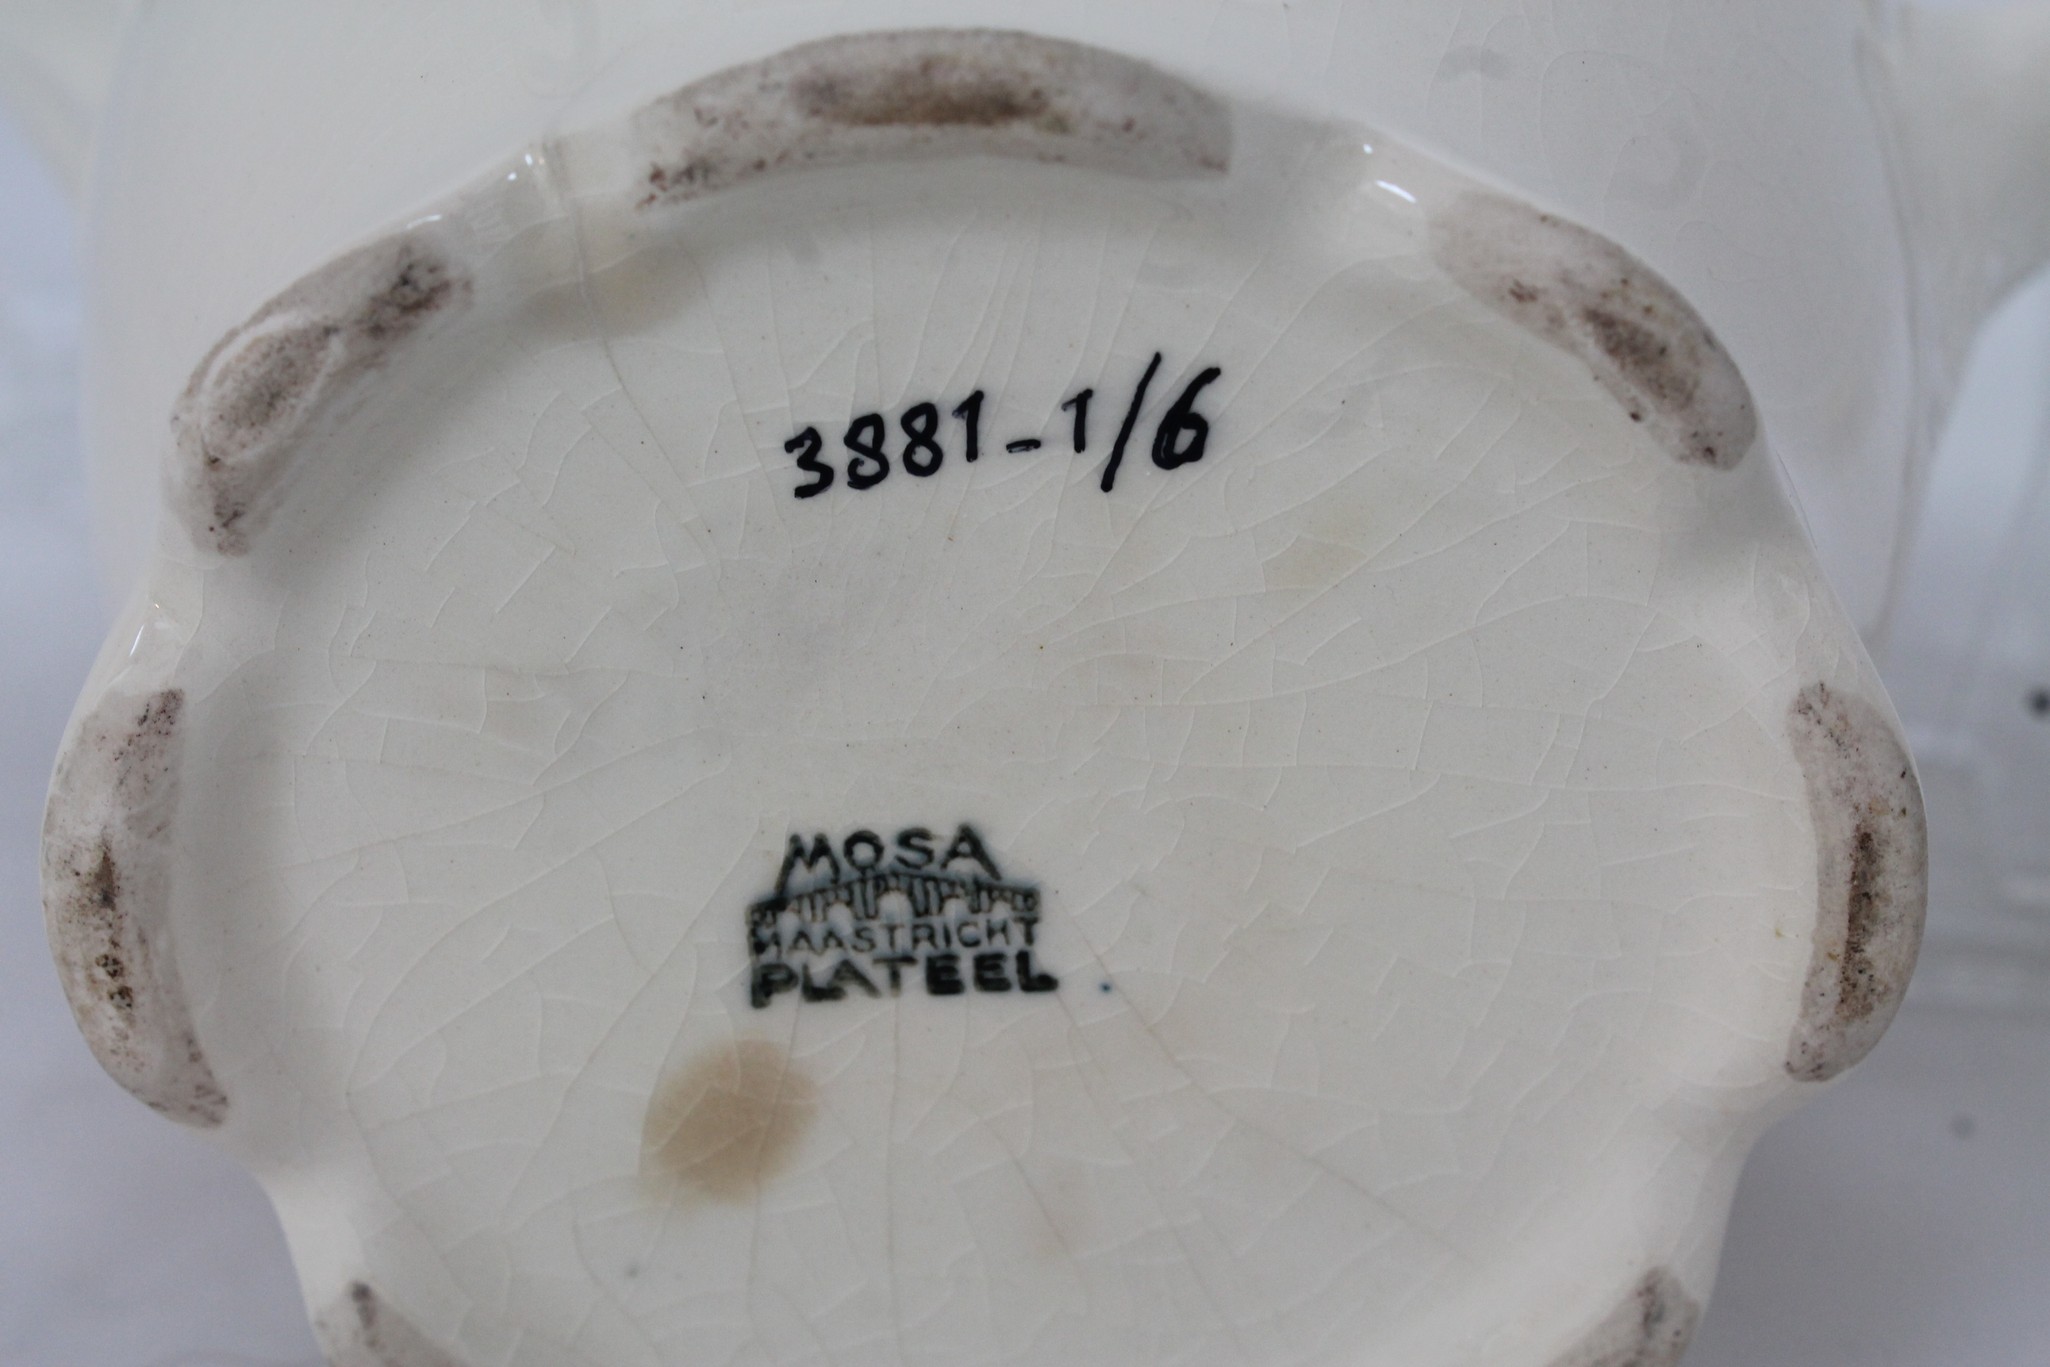 3881-1/6
MOSA
MAASTRICHT
PLATEEL